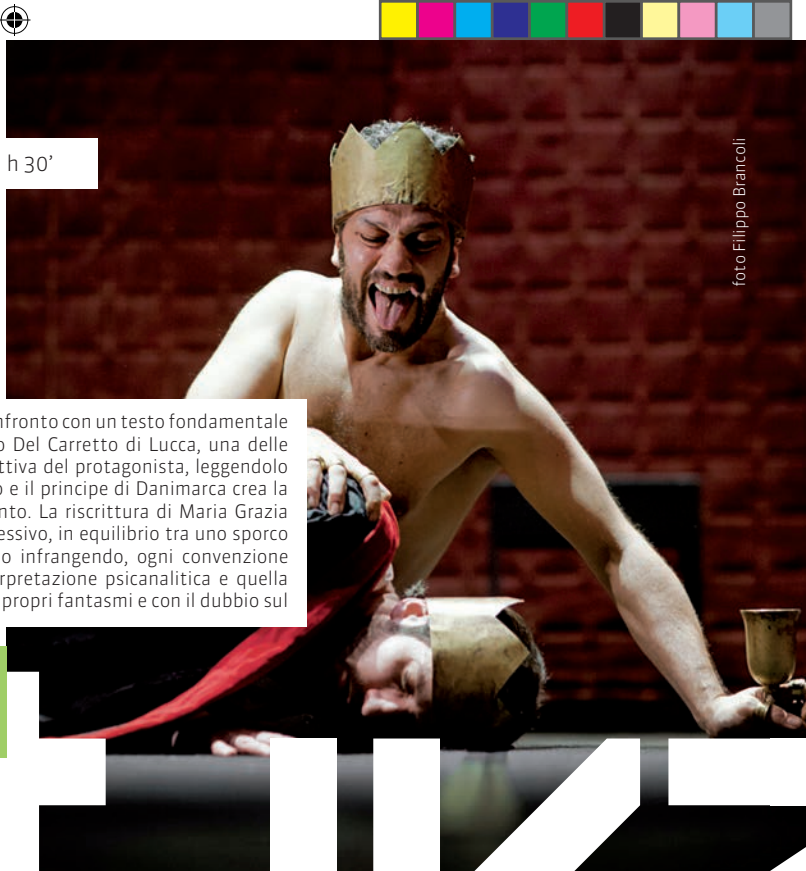 h 30’
foto Filippo Brancoli
nfronto con un testo fondamentale
o Del Carretto di Lucca, una delle
ttiva del protagonista, leggendolo
o e il principe di Danimarca crea la
nto. La riscrittura di Maria Grazia
essivo, in equilibrio tra uno sporco
o infrangendo, ogni convenzione
rpretazione psicanalitica e quella
propri fantasmi e con il dubbio sul